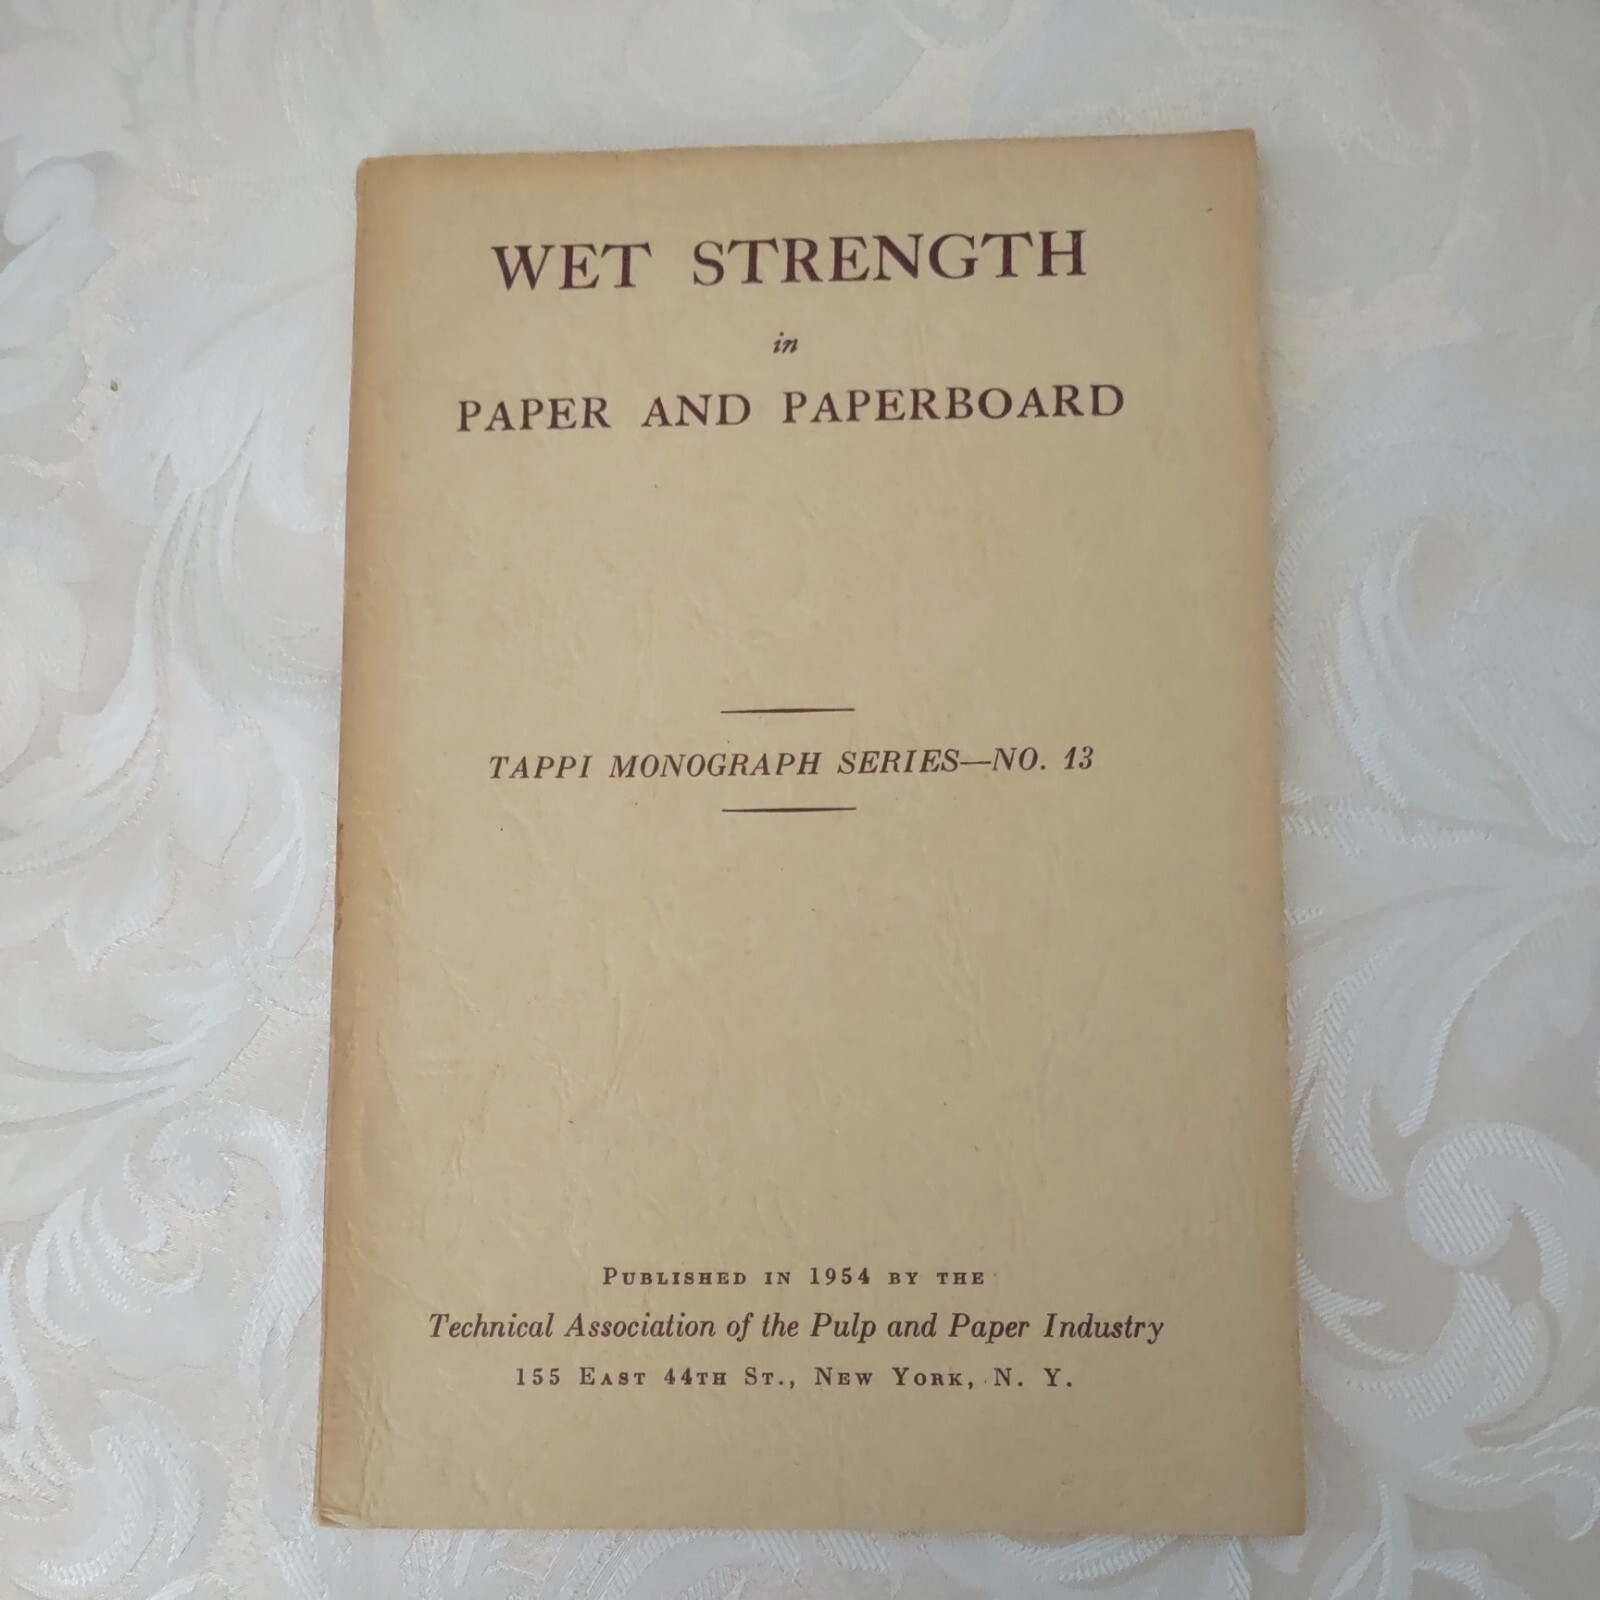 WET STRENGTH
in
PAPER AND PAPERBOARD
TAPPI MONOGRAPH SERIES—NO. 13
PUBLISHED IN 1954 BY THE
Technical Association of the Pulp and Paper Industry
155 EAST 44TH ST., NEW YORK, N. Y.